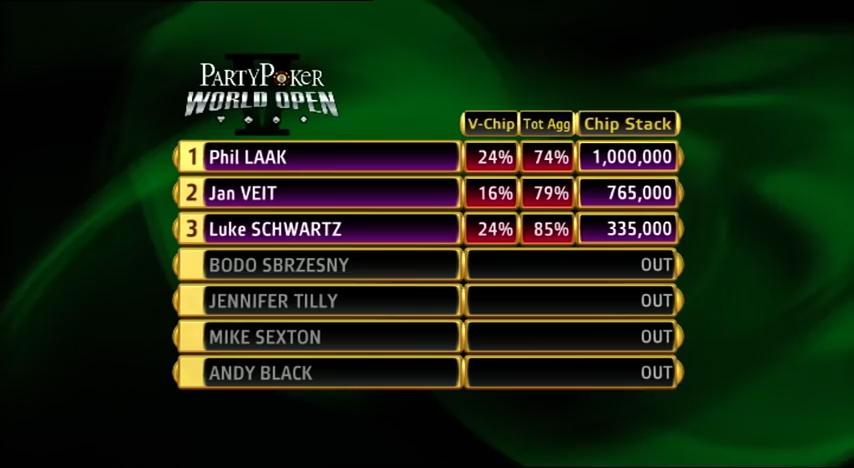 PARTYPOKER
WORLD OPEN
II
V-Chip Tot Agg Chip Stack
1 Phil LAAK 24% 74% 1,000,000
2 Jan VEIT 16% 79% 765,000
3 Luke SCHWARTZ 24% 85% 335,000
BODO SBRZESNY OUT
JENNIFER TILLY OUT
MIKE SEXTON OUT
ANDY BLACK OUT